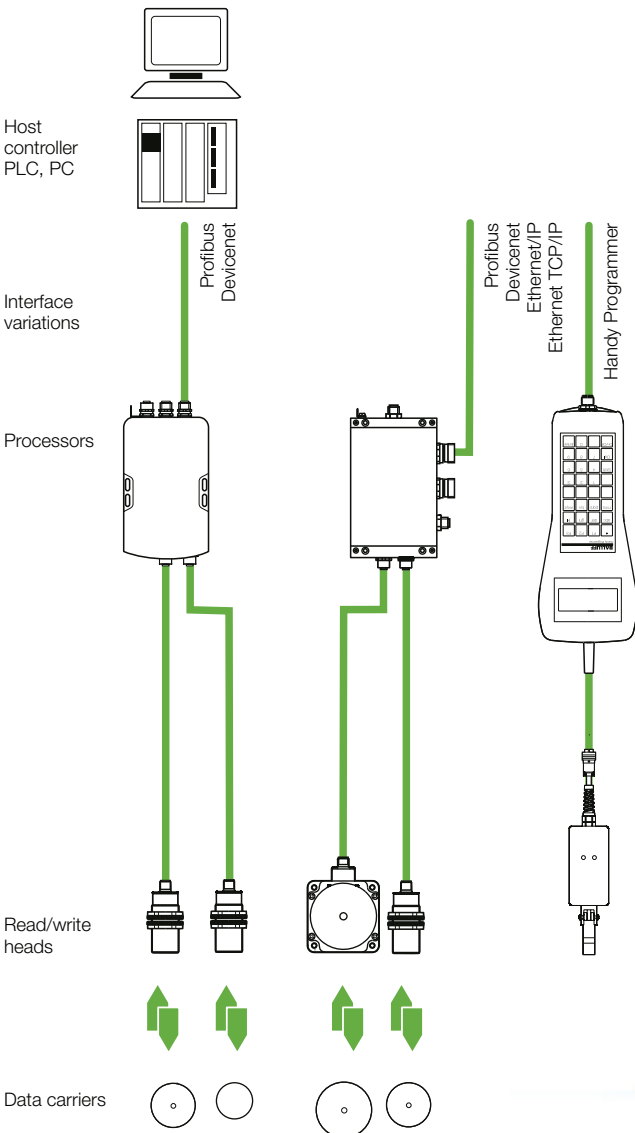 Host
controller
PLC, PC
Profibus
Devicenet
Profibus
Devicenet
Ethernet/IP
Ethernet TCP/IP
Handy Programmer
Interface
variations
Processors
BALLUFF
Read/write
heads
Data carriers